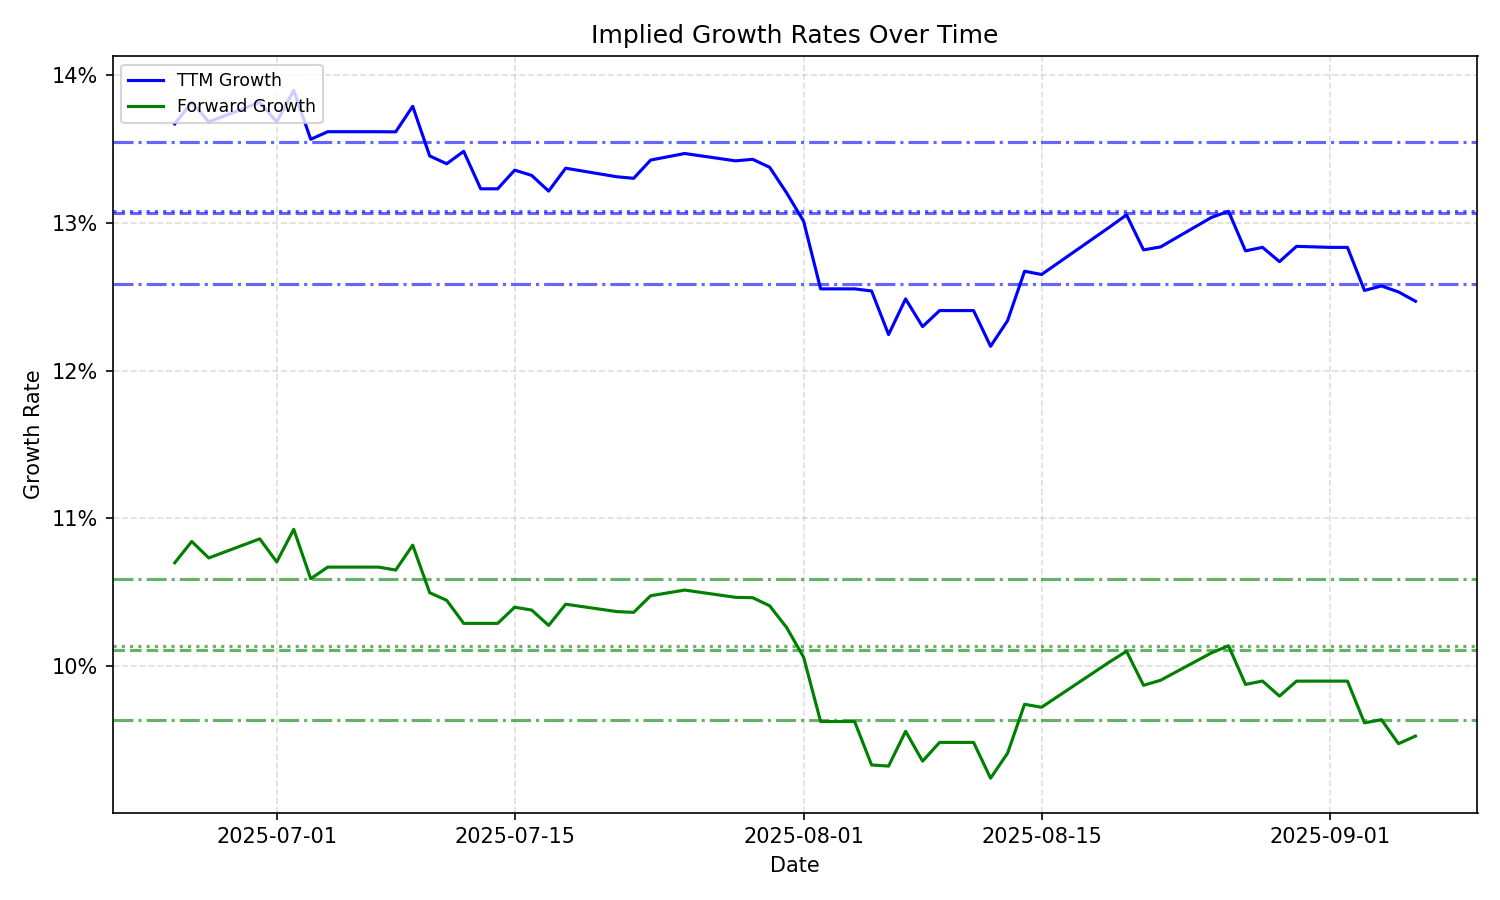 Implied Growth Rates Over Time
TTM Growth
Forward Growth
14%
13%
12%
11%
10%
Growth Rate
2025-07-01
2025-07-15
2025-08-01
2025-08-15
2025-09-01
Date